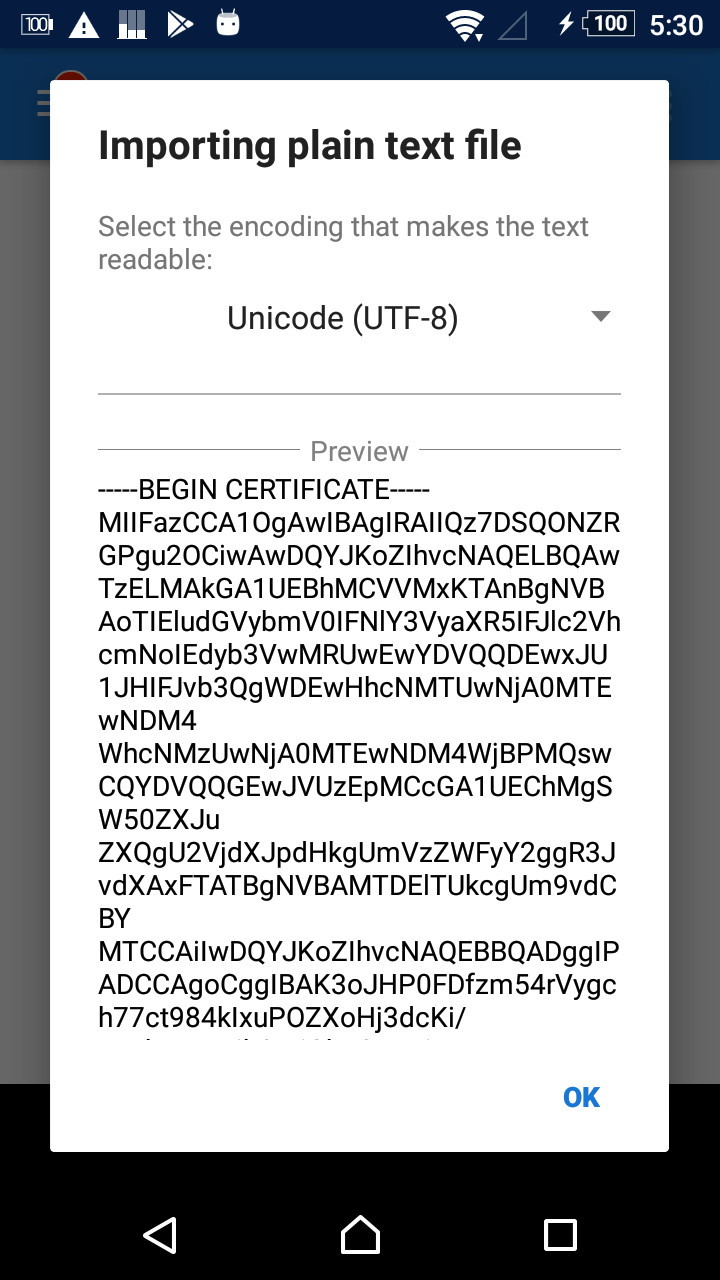 100
100 5:30
Importing plain text file
Select the encoding that makes the text
readable:
Unicode (UTF-8)
Preview
-----BEGIN CERTIFICATE-----
MIIFazCCA1OgAwIBAgIRAIIQz7DSQONZR
GPgu2OCiwAwDQYJKoZIhvcNAQELBQAw
TzELMAkGA1UEBhMCVVMxKTAnBgNVB
AoTIEludGVybmV0IFNlY3VyaXR5IFJlc2Vh
cmNoIEdyb3VwMRUwEwYDVQQDEwxJU
1JHIFJvb3QgWDEwHhcNMTUwNjA0MTE
wNDM4
WhcNMzUwNjA0MTEwNDM4WjBPMQsw
CQYDVQQGEwJVUzEpMCcGA1UEChMgS
W50ZXJu
ZXQgU2VjdXJpdHkgUmVzZWFyY2ggR3J
vdXAxFTATBgNVBAMTDElTUkcgUm9vdC
BY
MTCCAiIwDQYJKoZIhvcNAQEBBQADggIP
ADCCAgoCggIBAK3oJHP0FDfzm54rVygc
h77ct984kIxuPOZXoHj3dcKi/
OK